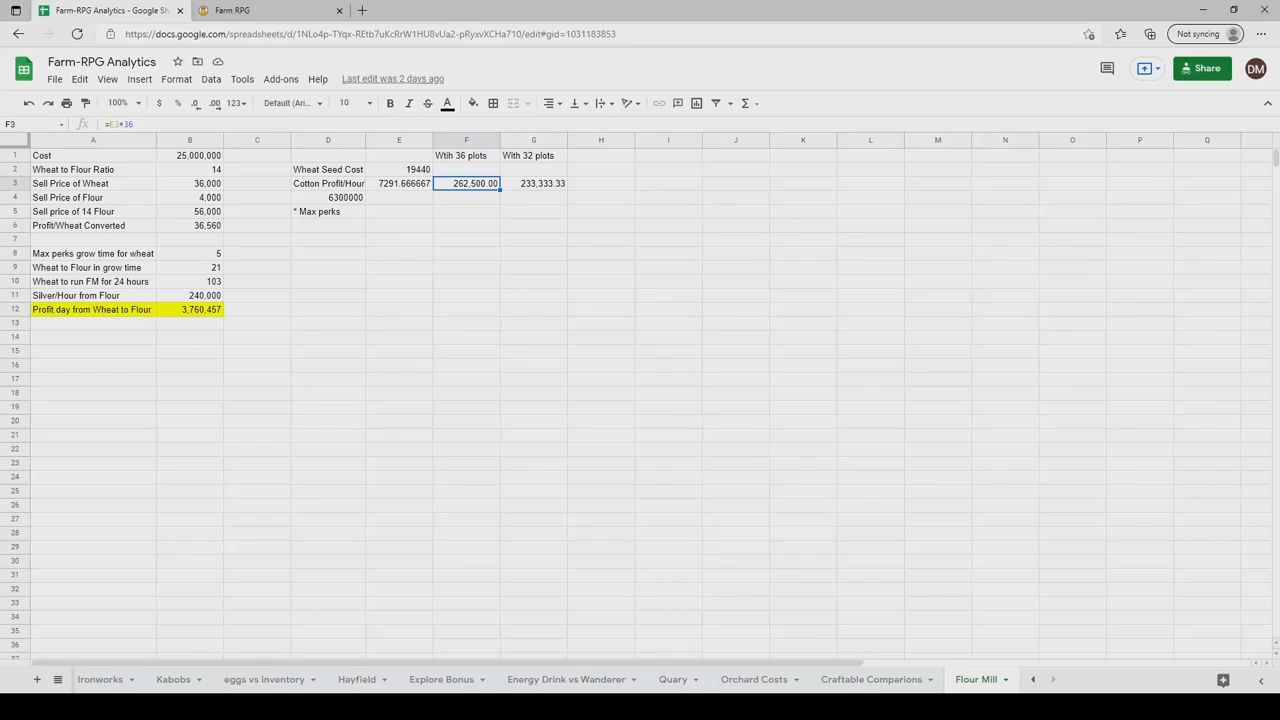 Farm-RPG Analytics - Google Sh
Farm RPG
https://docs.google.com/spreadsheets/d/1NLo4p-TYqx-REtb7uKcRrW1HU8vUa2-pRyxvXCHa710/edit#gid=1031183853
Not syncing
Farm-RPG Analytics
File Edit View Insert Format Data Tools Add-ons Help Last edit was 2 days ago
Share
DM
100% $ % .0 .00 123 Default (Ari... 10 B I S A
F3 fx =E3*36
A B C D E F G H I J K L M N O P Q
1 Cost 25,000,000 Wtih 36 plots With 32 plots
2 Wheat to Flour Ratio 14 Wheat Seed Cost 19440
3 Sell Price of Wheat 36,000 Cotton Profit/Hour 7291.666667 262,500.00 233,333.33
4 Sell Price of Flour 4,000 6300000
5 Sell price of 14 Flour 56,000 * Max perks
6 Profit/Wheat Converted 36,560
7
8 Max perks grow time for wheat 5
9 Wheat to Flour in grow time 21
10 Wheat to run FM for 24 hours 103
11 Silver/Hour from Flour 240,000
12 Profit day from Wheat to Flour 3,760,457
13
14
15
16
17
18
19
20
21
22
23
24
25
26
27
28
29
30
31
32
33
34
35
36
37
Ironworks Kabobs eggs vs inventory Hayfield Explore Bonus Energy Drink vs Wanderer Quary Orchard Costs Craftable Comparions Flour Mill